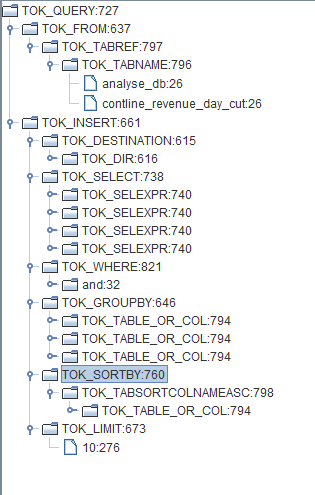 TOK_QUERY:727
TOK_FROM:637
TOK_TABREF:797
TOK_TABNAME:796
analyse_db:26
contline_revenue_day_cut:26
TOK_INSERT:661
TOK_DESTINATION:615
TOK_DIR:616
TOK_SELECT:738
TOK_SELEXPR:740
TOK_SELEXPR:740
TOK_SELEXPR:740
TOK_SELEXPR:740
TOK_WHERE:821
and:32
TOK_GROUPBY:646
TOK_TABLE_OR_COL:794
TOK_TABLE_OR_COL:794
TOK_TABLE_OR_COL:794
TOK_SORTBY:760
TOK_TABSORTCOLNAMEASC:798
TOK_TABLE_OR_COL:794
TOK_LIMIT:673
10:276